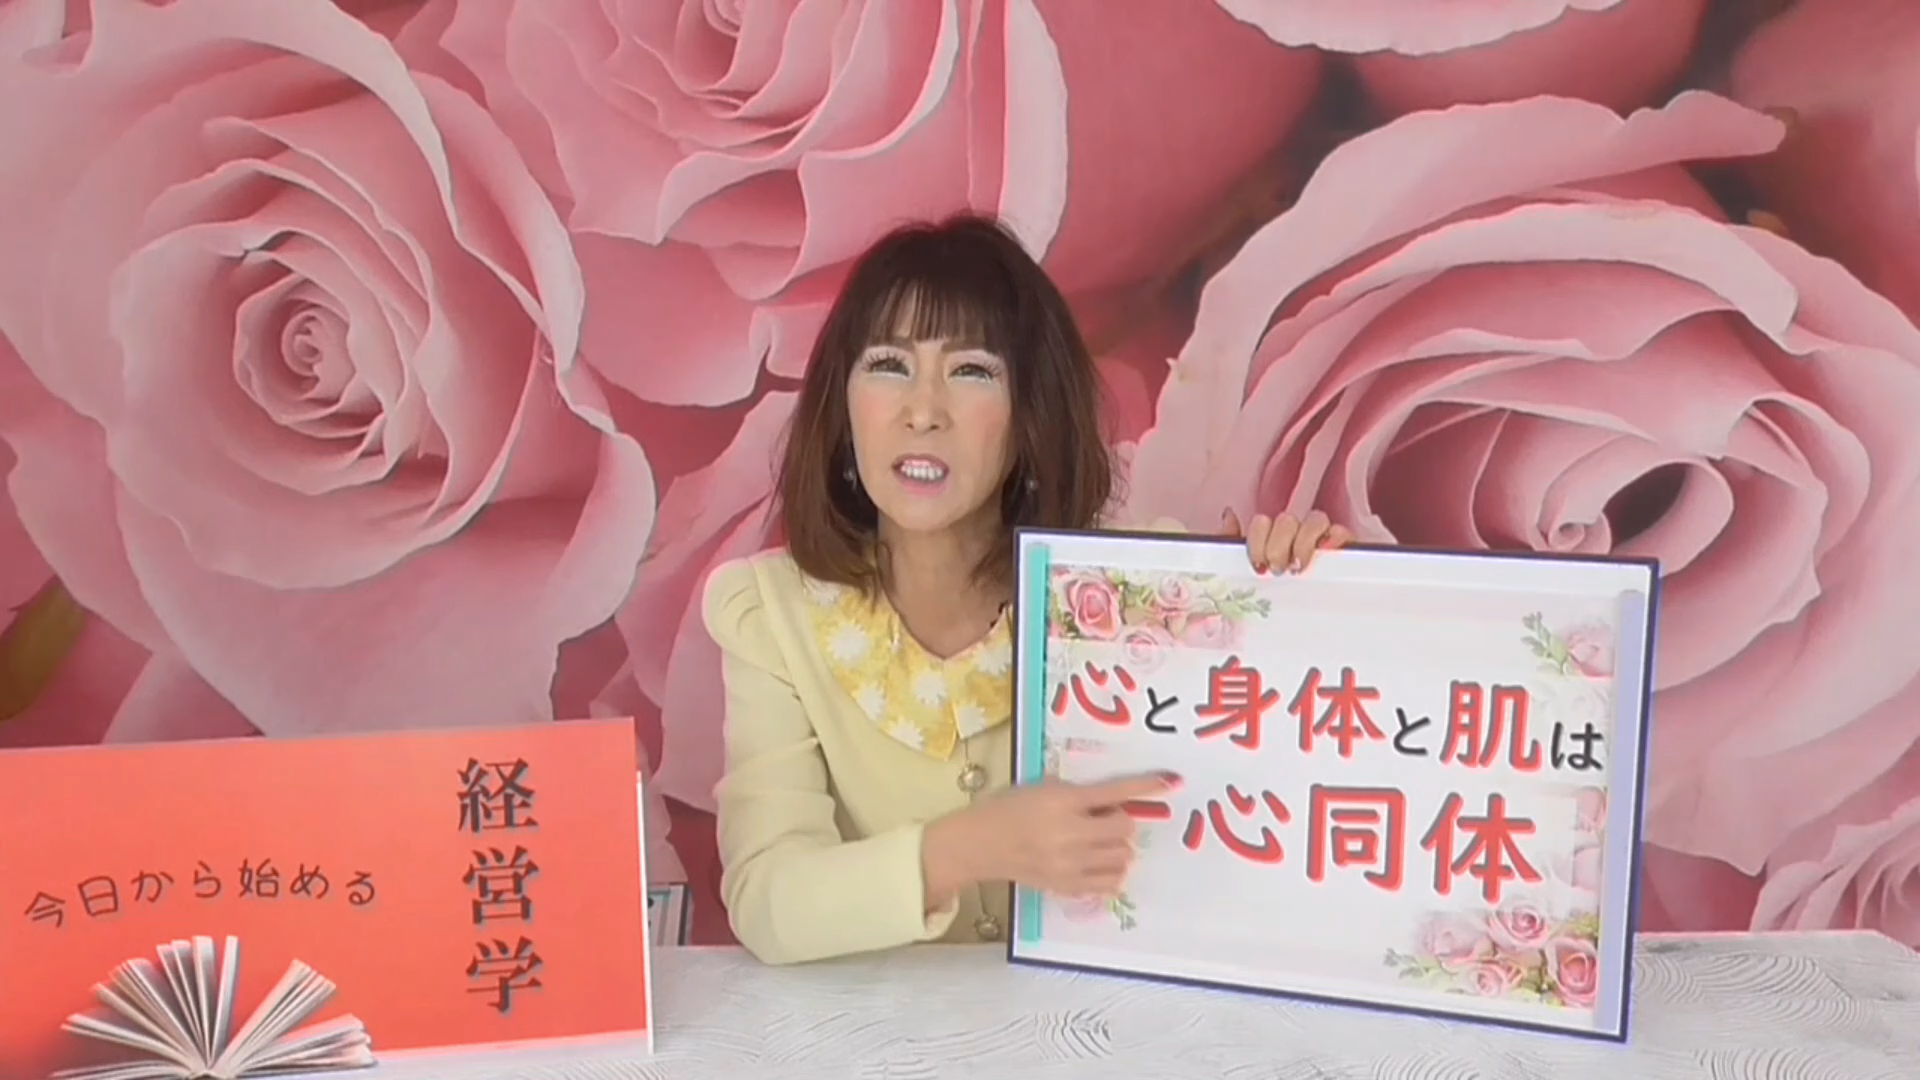 今日から始める
経営学
心と身体と肌は
一心同体